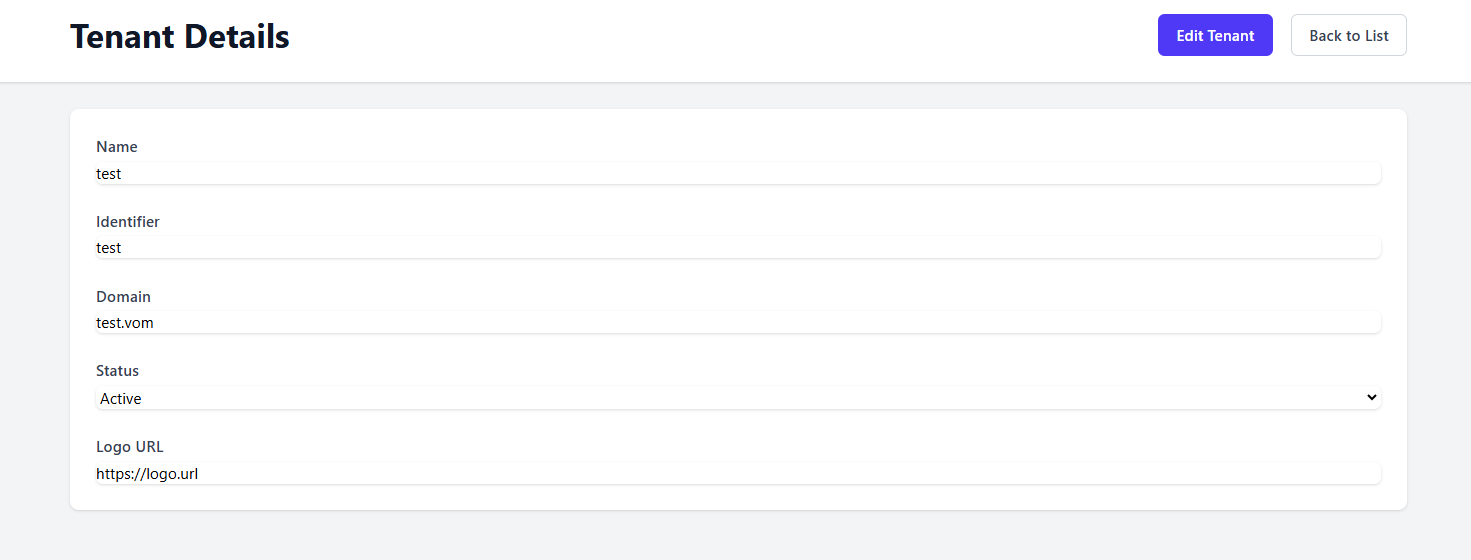 Tenant Details
Edit Tenant
Back to List
Name
test
Identifier
test
Domain
test.vom
Status
Active
Logo URL
https://logo.url